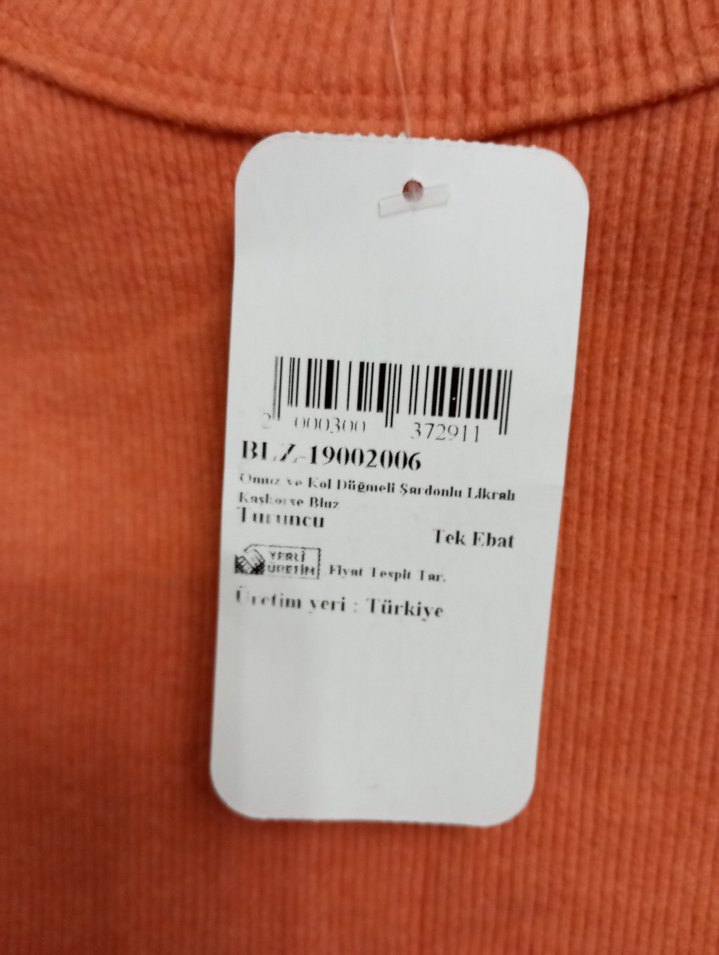 2 000300 372911
BLZ-19002006
Omuz ve Kol Düğmeli Şardonlu Likralı
Kaşkorse Bluz
Turuncu Tek Ebat
YERLİ
ÜRETİM Fiyat Tespit Tar.
Üretim yeri : Türkiye